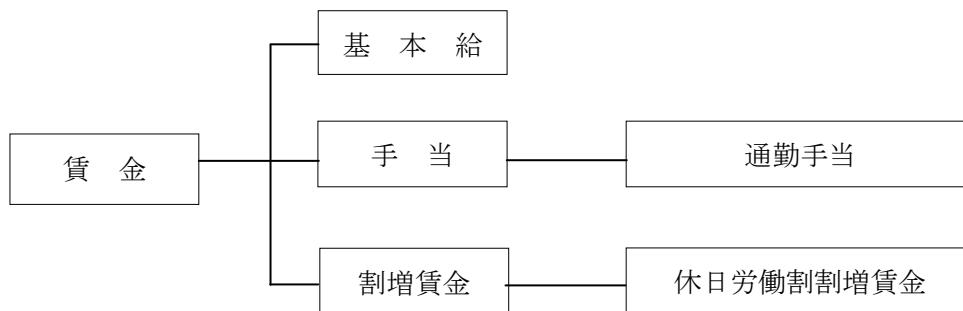 基 本 給
賃 金
手 当
通勤手当
割増賃金
休日労働割割増賃金